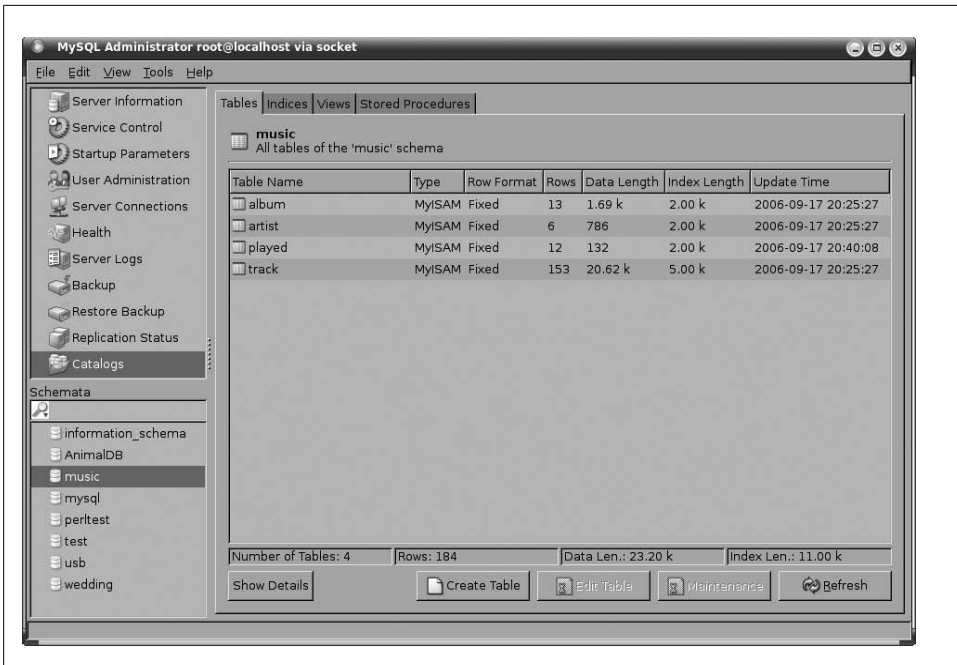 MySQL Administrator root@localhost via socket
File Edit View Tools Help
Server Information
Service Control
Startup Parameters
User Administration
Server Connections
Health
Server Logs
Backup
Restore Backup
Replication Status
Catalogs
Schemata
information_schema
AnimalDB
music
mysql
perltest
test
usb
wedding
Tables Indices Views Stored Procedures
music
All tables of the 'music' schema
Table Name Type Row Format Rows Data Length Index Length Update Time
album MyISAM Fixed 13 1.69 k 2.00 k 2006-09-17 20:25:27
artist MyISAM Fixed 6 786 2.00 k 2006-09-17 20:25:27
played MyISAM Fixed 12 132 2.00 k 2006-09-17 20:40:08
track MyISAM Fixed 153 20.62 k 5.00 k 2006-09-17 20:25:27
Number of Tables: 4 Rows: 184 Data Len.: 23.20 k Index Len.: 11.00 k
Show Details Create Table Edit Table Maintenance Refresh